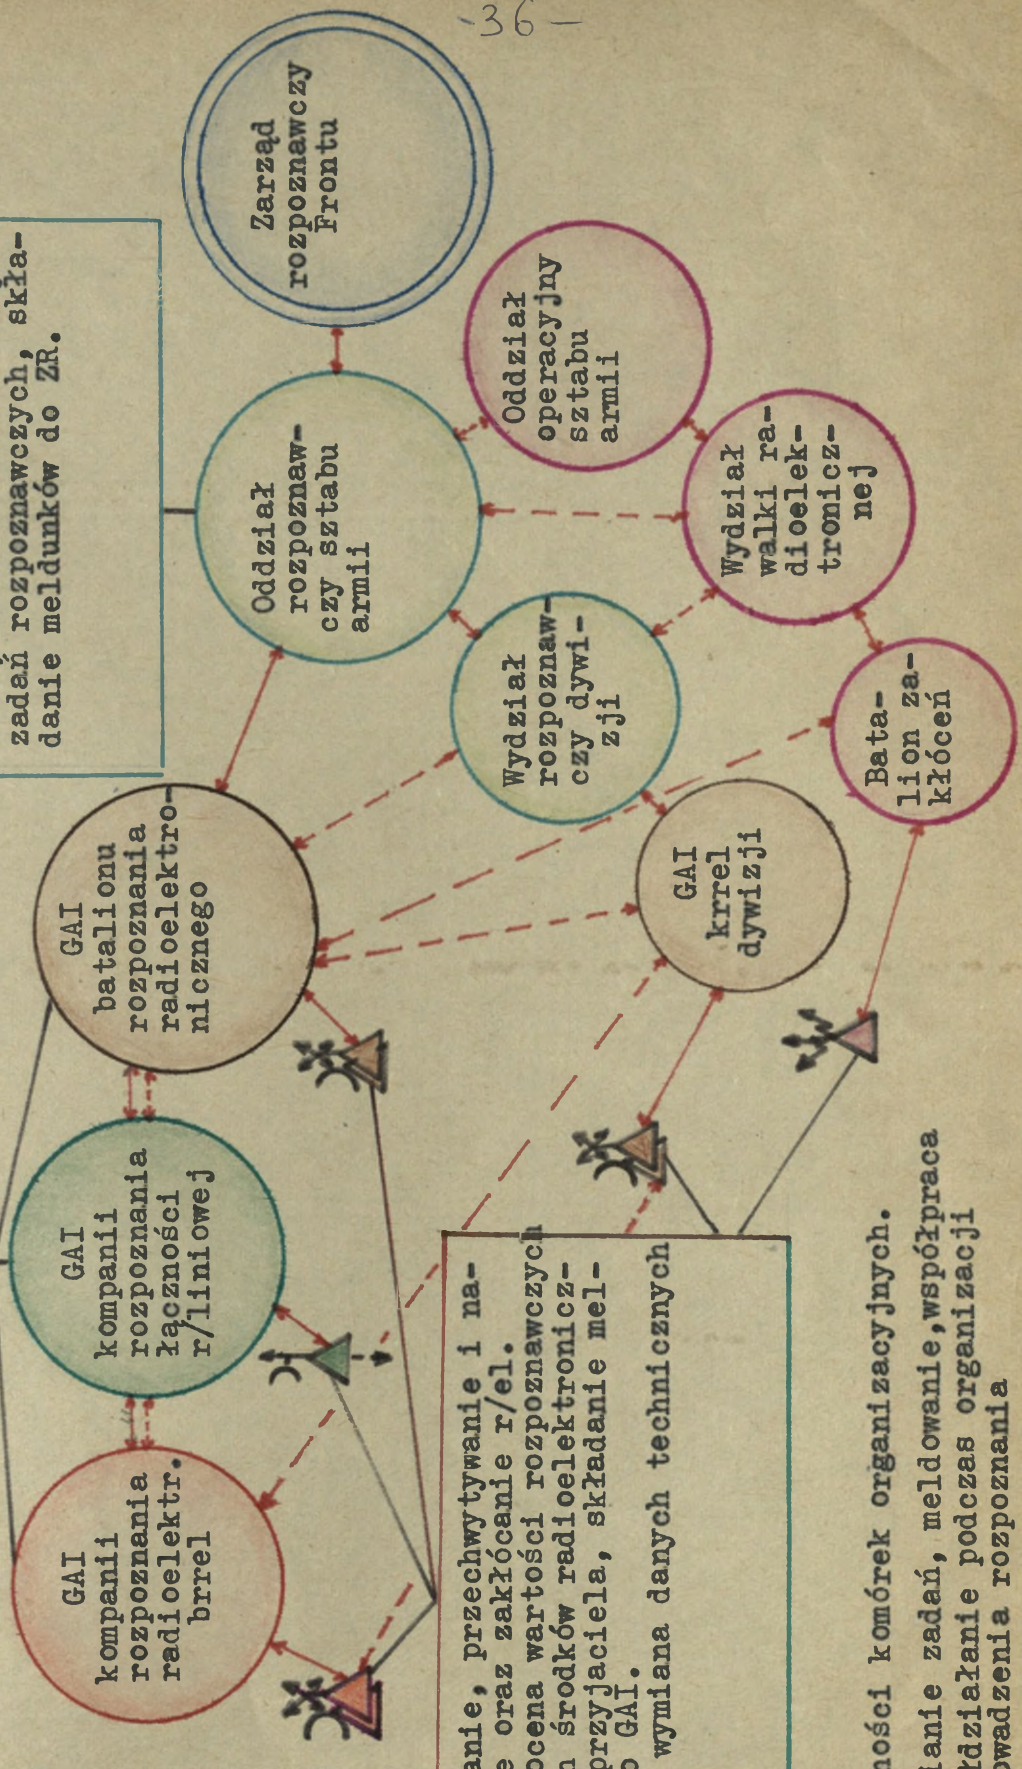 -36-
zadań rozpoznawczych, skła-
danie meldunków do ZR.
Zarząd
rozpoznawczy
Frontu
Oddział
rozpoznaw-
czy sztabu
armii
Oddział
operacyjny
sztabu
armii
Wydział
walki ra-
dioelek-
tronicz-
nej
Wydział
rozpoznaw-
czy dywi-
zji
Bata-
lion za-
kłóceń
GAI
batalionu
rozpoznania
radioelektro-
nicznego
GAI
krrel
dywizji
GAI
kompanii
rozpoznania
łączności
r/liniowej
GAI
kompanii
rozpoznania
radioelektr.
brrel
anie, przechwytywanie i na-
e oraz zakłócanie r/el.
ocena wartości rozpoznawczych
h środków radioelektronicz-
przyjaciela, składanie mel-
o GAI.
wymiana danych technicznych
ności komórek organizacyjnych.
ianie zadań, meldowanie,współpraca
łdziałanie podczas organizacji
owadzenia rozpoznania